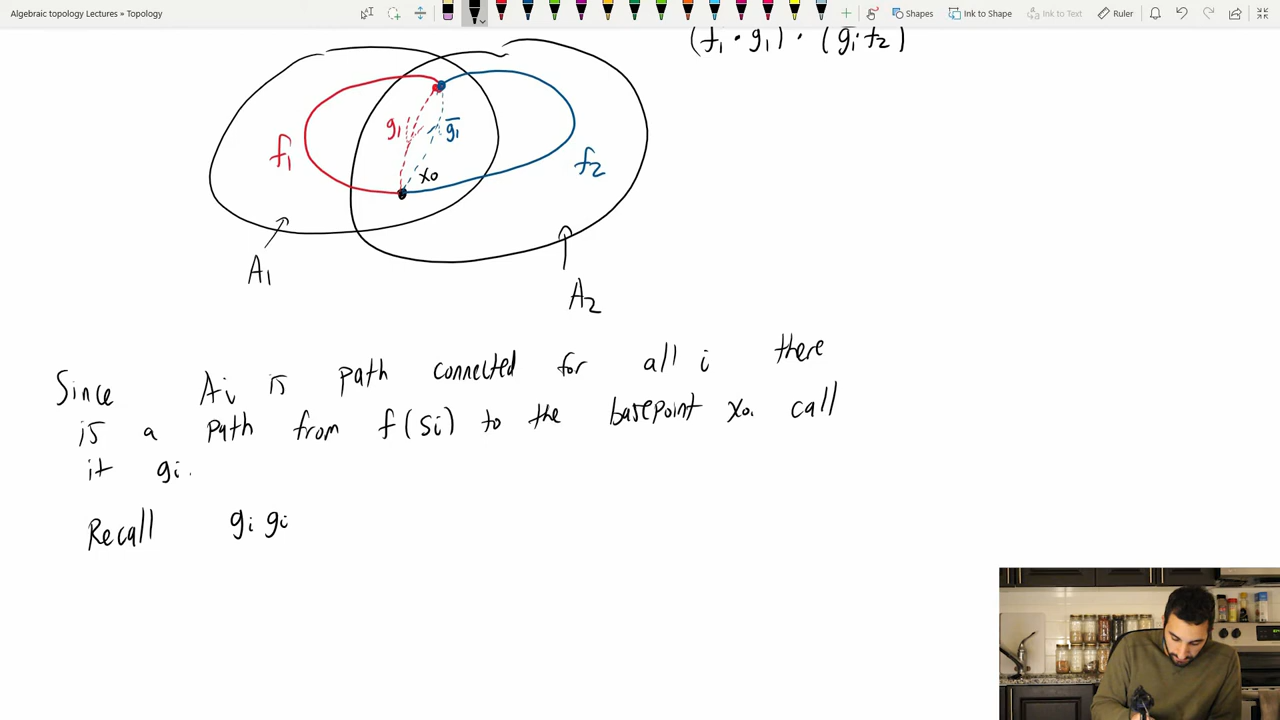 Algebraic topology Lectures » Topology
Shapes
Ink to Shape
Ink to Text
Ruler
(f₁ · g₁) · (g̅₁ · f₂)
f₁
g₁
g̅₁
x₀
f₂
A₁
A₂
Since Ai is path connected for all i there
is a path from f(si) to the basepoint x₀. call
it gi.
Recall gi gi